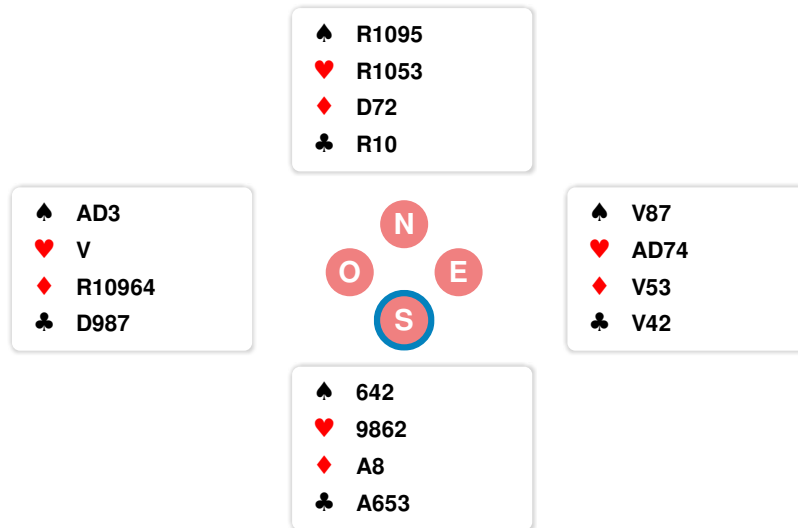 ♠ R1095
♥ R1053
♦ D72
♣ R10
♠ AD3
♥ V
♦ R10964
♣ D987
N
O E
S
♠ V87
♥ AD74
♦ V53
♣ V42
♠ 642
♥ 9862
♦ A8
♣ A653